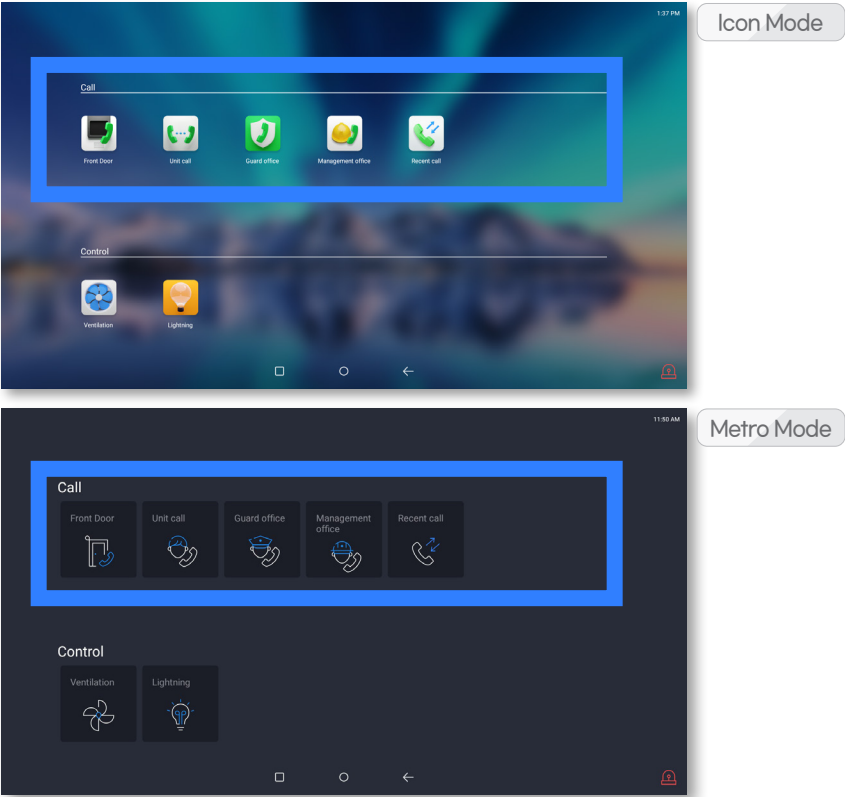 1:37 PM
Icon Mode
Call
Front Door
Unit call
Guard office
Management office
Recent call
Control
Ventilation
Lightning
11:50 AM
Metro Mode
Call
Front Door
Unit call
Guard office
Management
office
Recent call
Control
Ventilation
Lightning